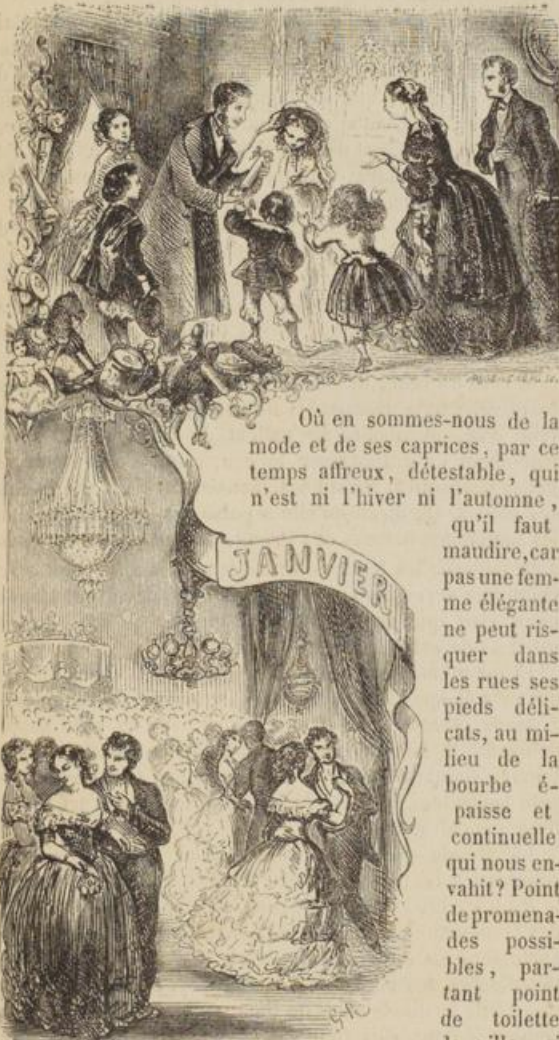 Où en sommes-nous de la
mode et de ses caprices, par ce
temps affreux, détestable, qui
n'est ni l'hiver ni l'automne,
qu'il faut
maudire, car
pas une fem-
me élégante
ne peut ris-
quer dans
les rues ses
pieds déli-
cats, au mi-
lieu de la
bourbe é-
paisse et
continuelle
qui nous en-
vahit? Point
de promena-
des possi-
bles, par-
tant point
de toilette
JANVIER